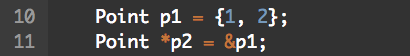 10 Point p1 = {1, 2};
11 Point *p2 = &p1;